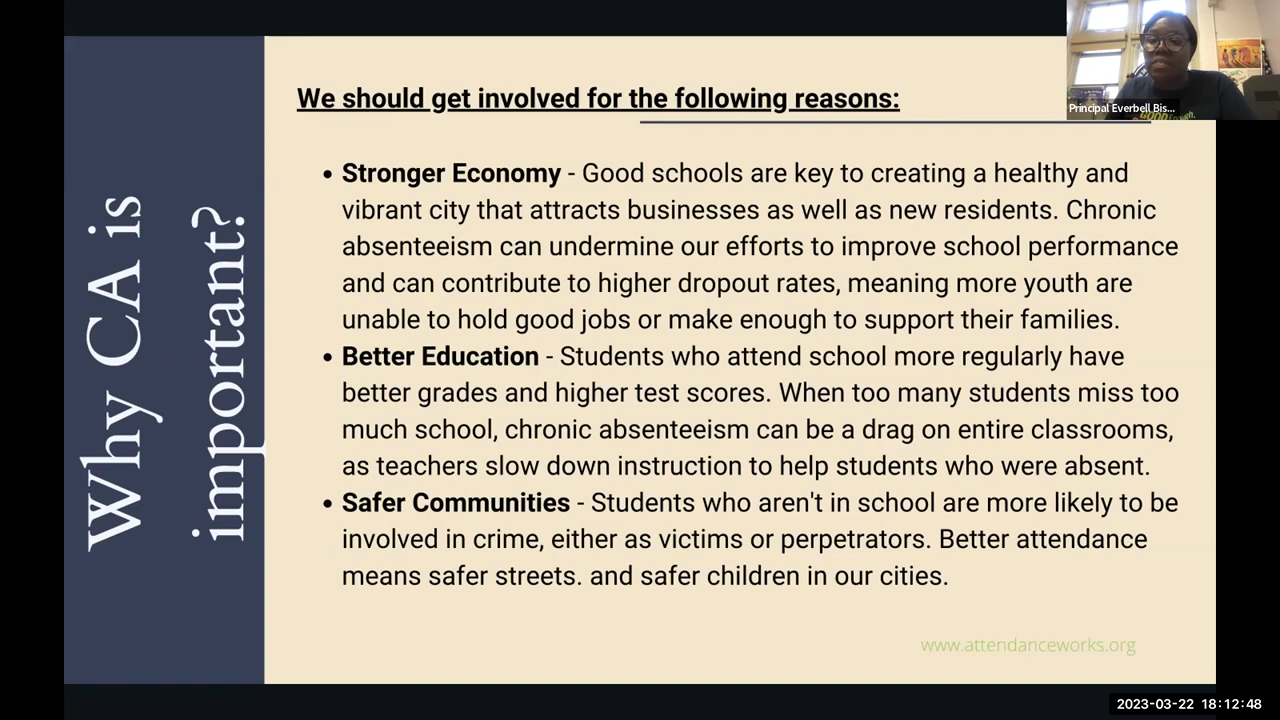 Why CA is
important?
We should get involved for the following reasons:
• Stronger Economy - Good schools are key to creating a healthy and
vibrant city that attracts businesses as well as new residents. Chronic
absenteeism can undermine our efforts to improve school performance
and can contribute to higher dropout rates, meaning more youth are
unable to hold good jobs or make enough to support their families.
• Better Education - Students who attend school more regularly have
better grades and higher test scores. When too many students miss too
much school, chronic absenteeism can be a drag on entire classrooms,
as teachers slow down instruction to help students who were absent.
• Safer Communities - Students who aren't in school are more likely to be
involved in crime, either as victims or perpetrators. Better attendance
means safer streets. and safer children in our cities.
www.attendanceworks.org
GOOD Enough.
Principal Everbell Bis...
2023-03-22 18:12:48